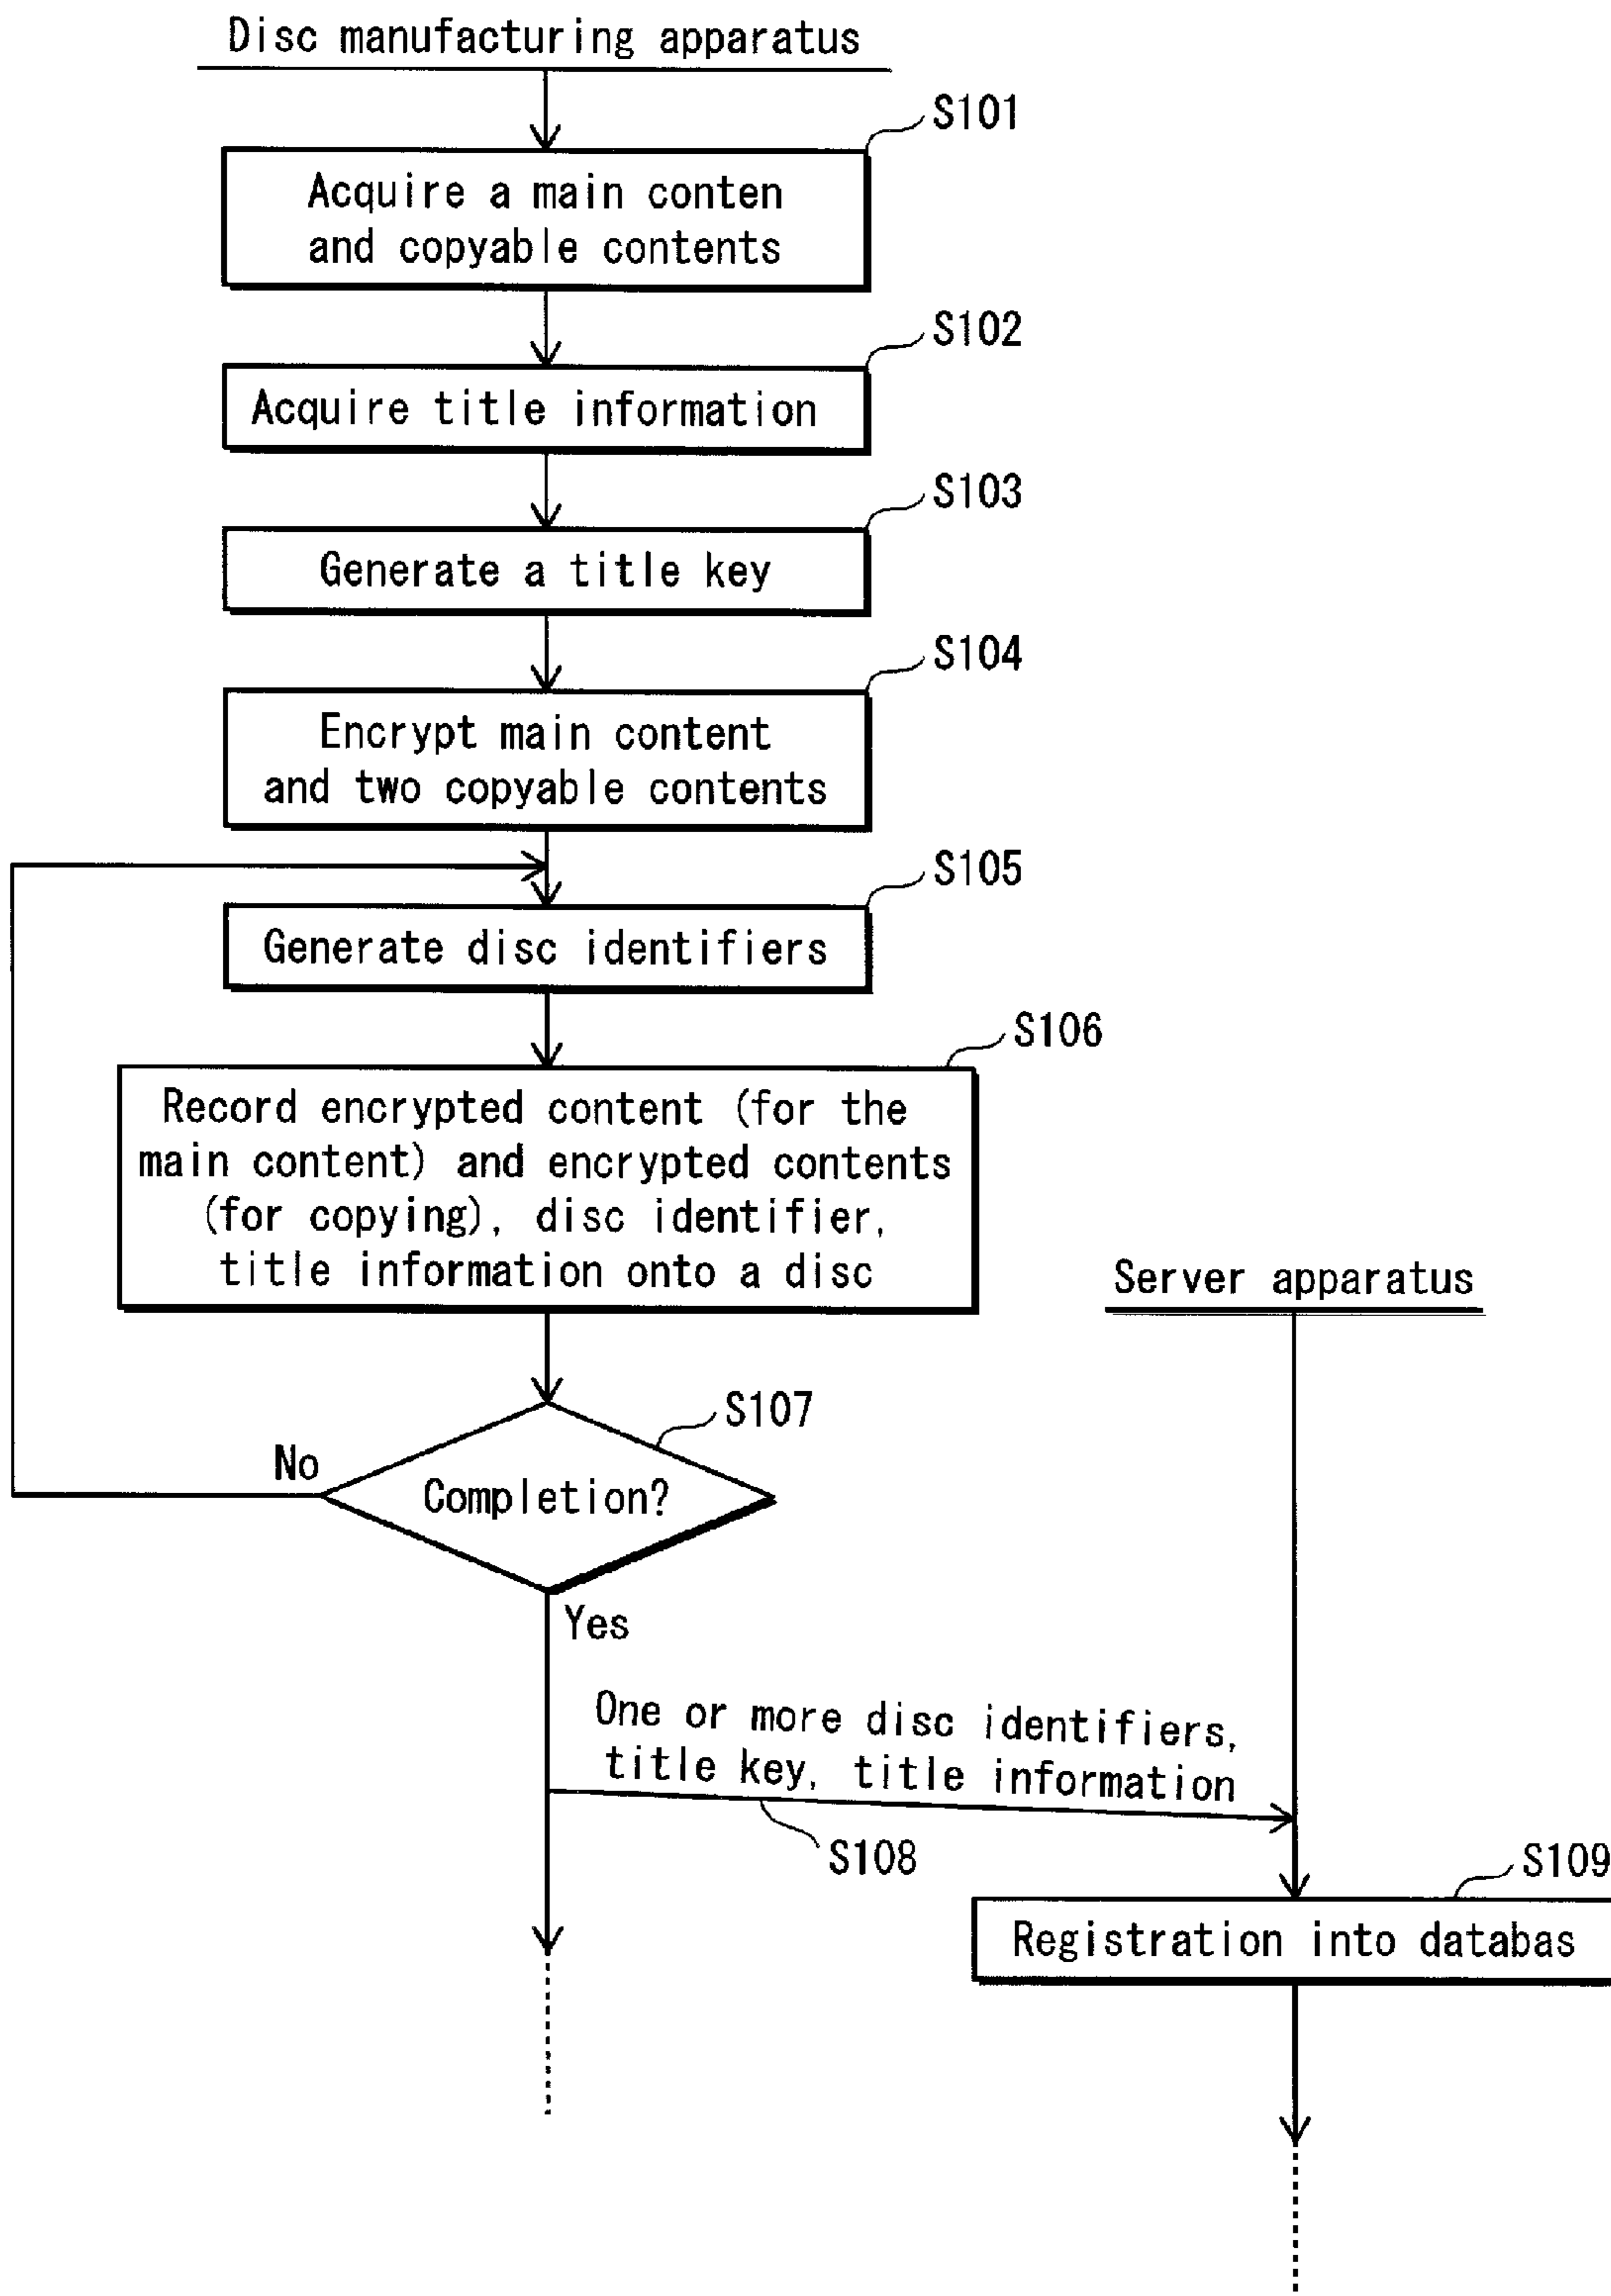 Disc manufacturing apparatus
S101
Acquire a main conten
and copyable contents
S102
Acquire title information
S103
Generate a title key
S104
Encrypt main content
and two copyable contents
S105
Generate disc identifiers
S106
Record encrypted content (for the
main content) and encrypted contents
(for copying), disc identifier,
title information onto a disc
Server apparatus
S107
No
Completion?
Yes
One or more disc identifiers,
title key, title information
S108
S109
Registration into databas